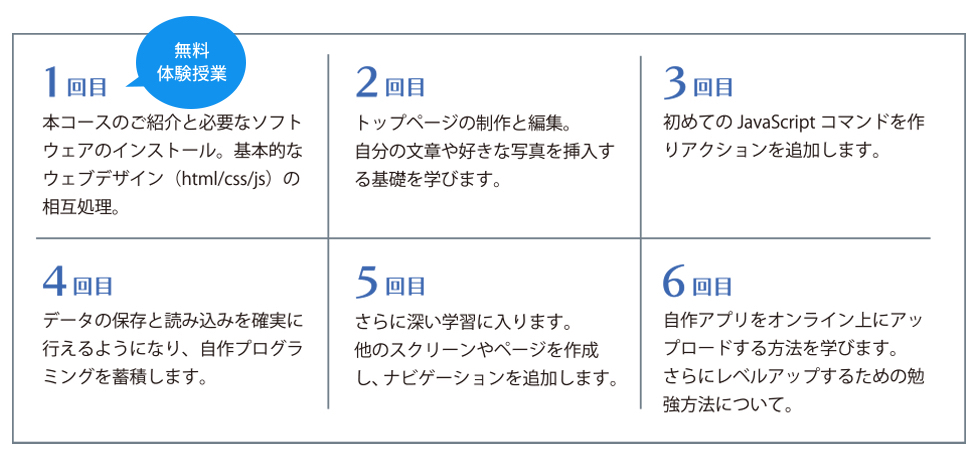 無料
体験授業
1回目
本コースのご紹介と必要なソフト
ウェアのインストール。基本的な
ウェブデザイン（html/css/js）の
相互処理。
2回目
トップページの制作と編集。
自分の文章や好きな写真を挿入す
る基礎を学びます。
3回目
初めての JavaScript コマンドを作
りアクションを追加します。
4回目
データの保存と読み込みを確実に
行えるようになり、自作プログラ
ミングを蓄積します。
5回目
さらに深い学習に入ります。
他のスクリーンやページを作成
し、ナビゲーションを追加します。
6回目
自作アプリをオンライン上にアッ
プロードする方法を学びます。
さらにレベルアップするための勉
強方法について。